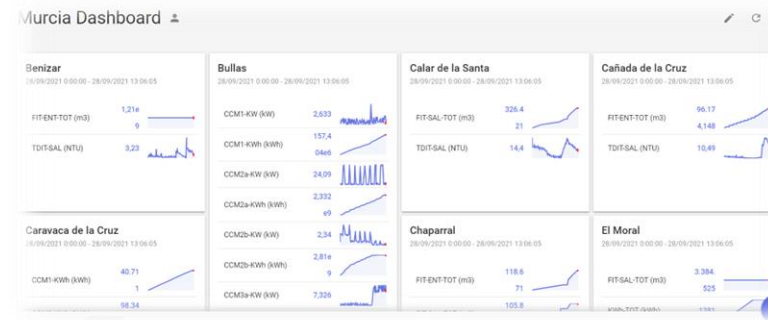 Murcia Dashboard
Benizar
28/09/2021 0:00:00 - 28/09/2021 13:06:05
FIT-ENT-TOT (m3)
1,21e
9
TDIT-SAL (NTU)
3,23
Bullas
28/09/2021 0:00:00 - 28/09/2021 13:06:05
CCM1-KW (kW)
2,633
CCM1-KWh (kWh)
157,4
04e6
CCM2a-KW (kW)
24,09
CCM2a-KWh (kWh)
2,332
e9
CCM2b-KW (kW)
2,34
CCM2b-KWh (kWh)
2,81e
9
CCM3a-KW (kW)
7,326
Calar de la Santa
28/09/2021 0:00:00 - 28/09/2021 13:06:05
FIT-SAL-TOT (m3)
326.4
21
TDIT-SAL (NTU)
14,4
Cañada de la Cruz
28/09/2021 0:00:00 - 28/09/2021 13:06:05
FIT-ENT-TOT (m3)
96.17
4,148
TDIT-SAL (NTU)
10,49
Caravaca de la Cruz
28/09/2021 0:00:00 - 28/09/2021 13:06:05
CCM1-KWh (kWh)
40.71
1
98.34
Chaparral
28/09/2021 0:00:00 - 28/09/2021 13:06:05
FIT-ENT-TOT (m3)
118.6
71
105.8
El Moral
28/09/2021 0:00:00 - 28/09/2021 13:06:05
FIT-SAL-TOT (m3)
3.384.
525